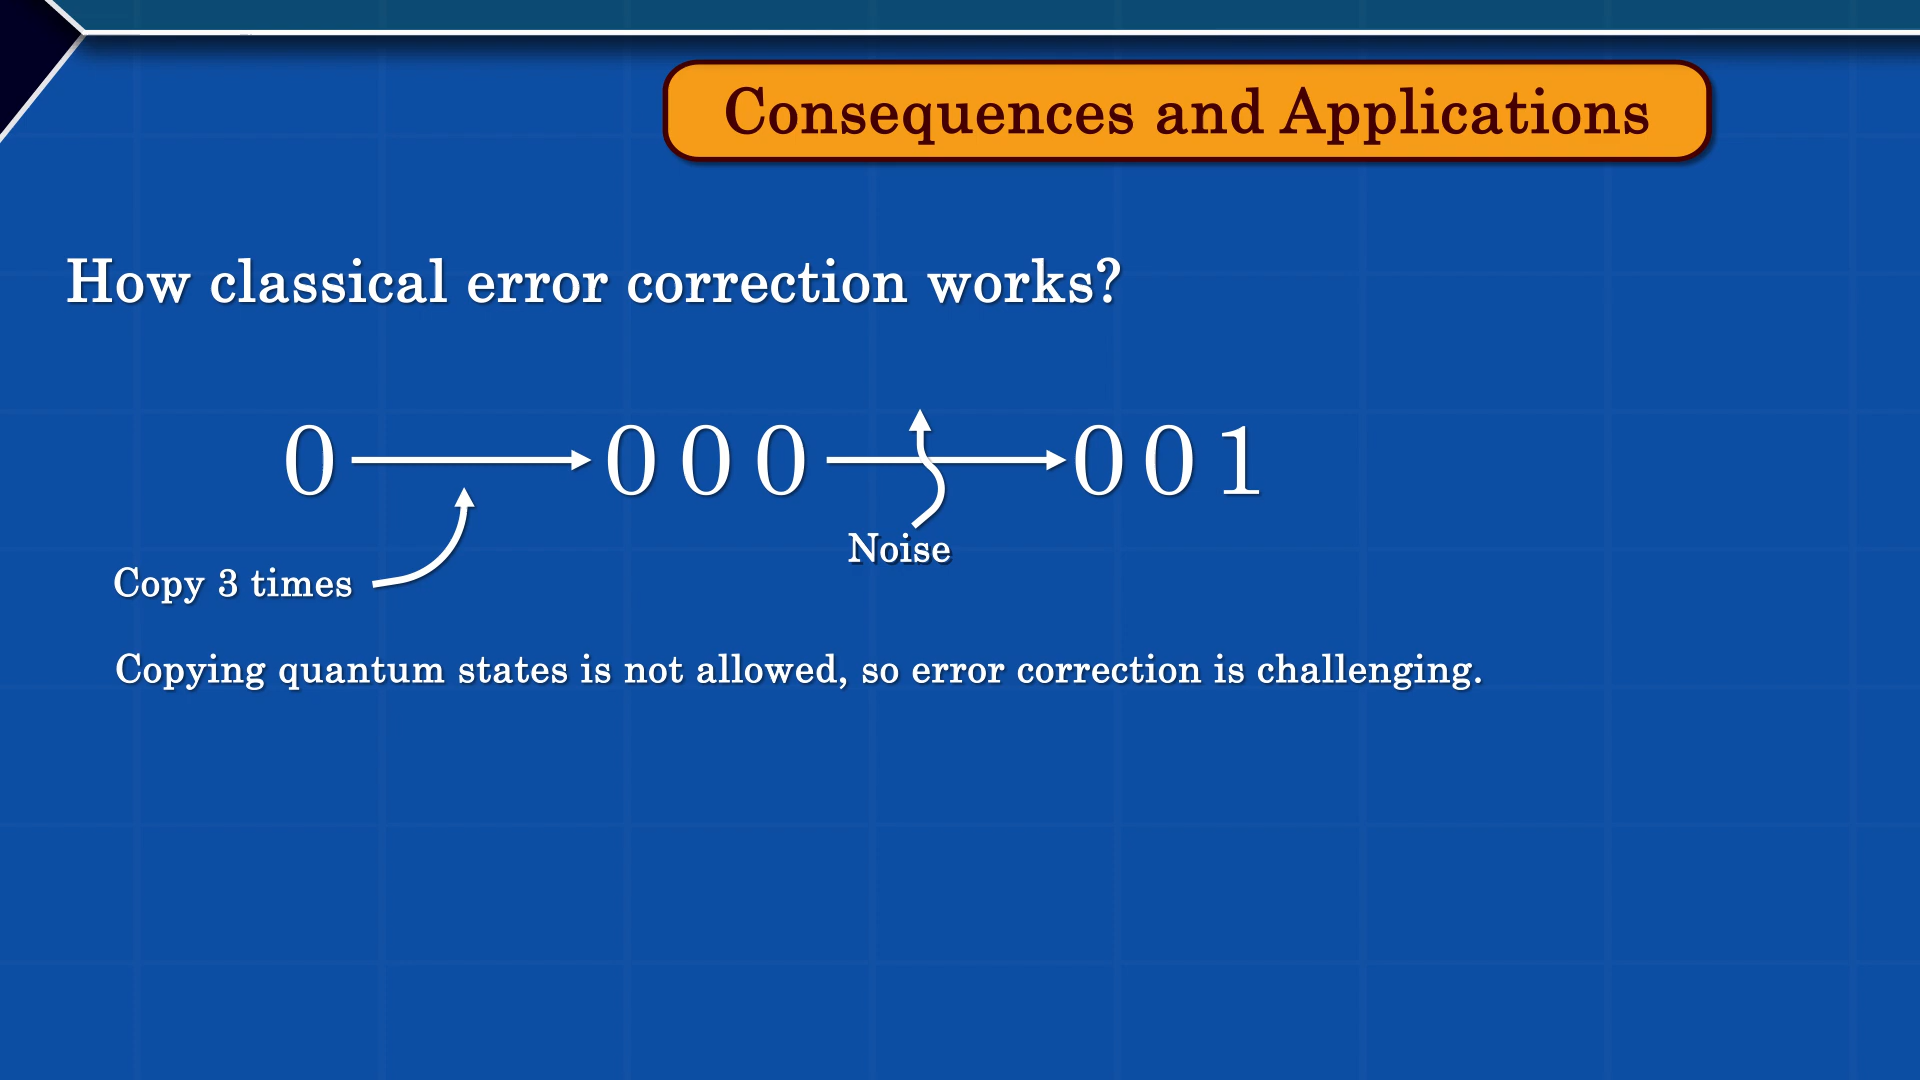 Consequences and Applications
How classical error correction works?
0 0 0 0 0 0 1
Noise
Copy 3 times
Copying quantum states is not allowed, so error correction is challenging.